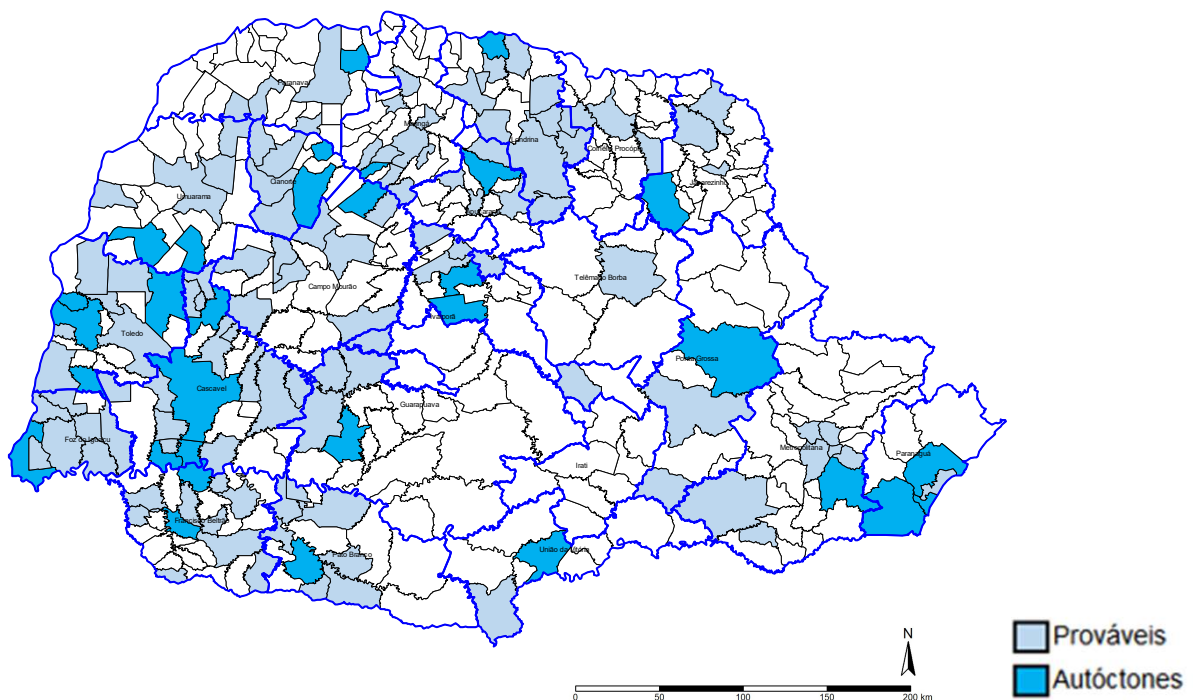 Paranavaí
Maringá
Londrina
Cornélio Procópio
Jacarezinho
Cianorte
Umuarama
Apucarana
Telêmaco Borba
Campo Mourão
Ivaiporã
Toledo
Ponta Grossa
Cascavel
Guarapuava
Foz do Iguaçu
Metropolitana
Paranaguá
Irati
Francisco Beltrão
União da Vitória
Pato Branco
N
Prováveis
Autóctones
0 50 100 150 200 km